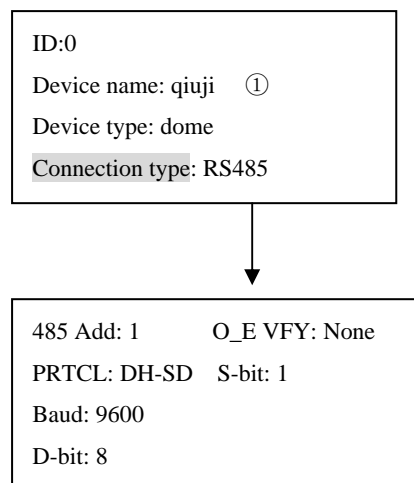 ID:0
Device name: qiuji ①
Device type: dome
Connection type: RS485
485 Add: 1 O_E VFY: None
PRTCL: DH-SD S-bit: 1
Baud: 9600
D-bit: 8